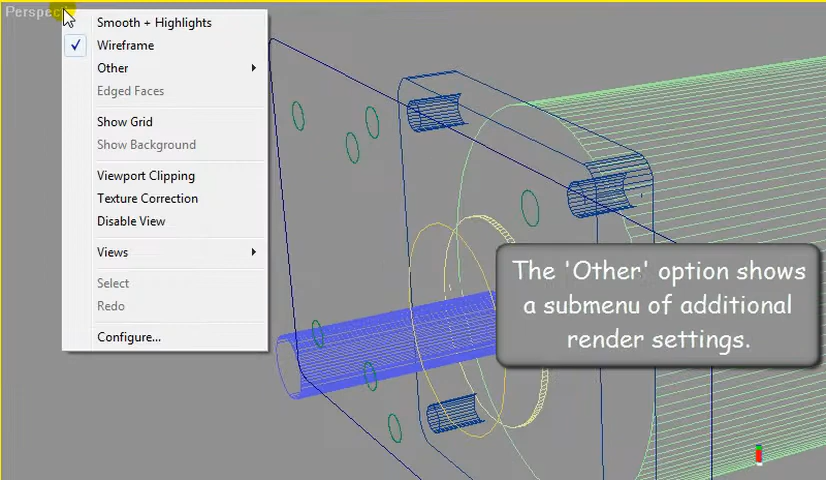 Smooth + Highlights
Wireframe
Other
Edged Faces
Show Grid
Show Background
Viewport Clipping
Texture Correction
Disable View
Views
Select
Redo
Configure...
The 'Other' option shows
a submenu of additional
render settings.